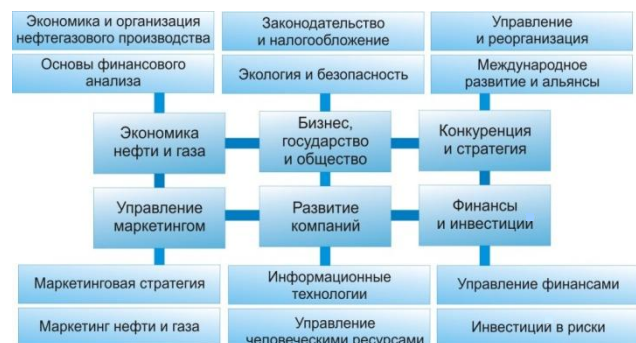 Экономика и организация
нефтегазового производства
Законодательство
и налогообложение
Управление
и реорганизация
Основы финансового
анализа
Экология и безопасность
Международное
развитие и альянсы
Экономика
нефти и газа
Бизнес,
государство
и общество
Конкуренция
и стратегия
Управление
маркетингом
Развитие
компаний
Финансы
и инвестиции
Маркетинговая стратегия
Информационные
технологии
Управление финансами
Маркетинг нефти и газа
Управление
человеческими ресурсами
Инвестиции в риски